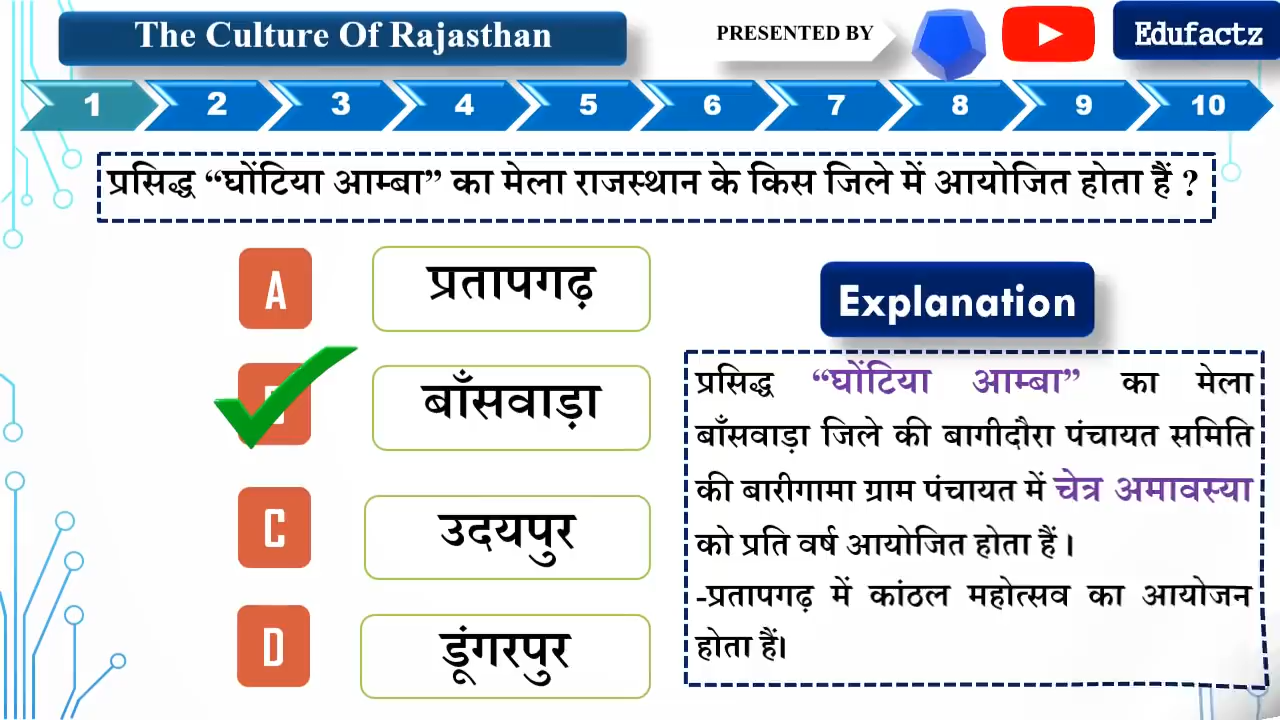 The Culture Of Rajasthan
PRESENTED BY
Edufactz
1 2 3 4 5 6 7 8 9 10
प्रसिद्ध “घोंटिया आम्बा” का मेला राजस्थान के किस जिले में आयोजित होता हैं ?
A प्रतापगढ़
बाँसवाड़ा
C उदयपुर
D डूंगरपुर
Explanation
प्रसिद्ध “घोंटिया आम्बा” का मेला
बाँसवाड़ा जिले की बागीदौरा पंचायत समिति
की बारीगामा ग्राम पंचायत में चेत्र अमावस्या
को प्रति वर्ष आयोजित होता हैं।
-प्रतापगढ़ में कांठल महोत्सव का आयोजन
होता हैं।